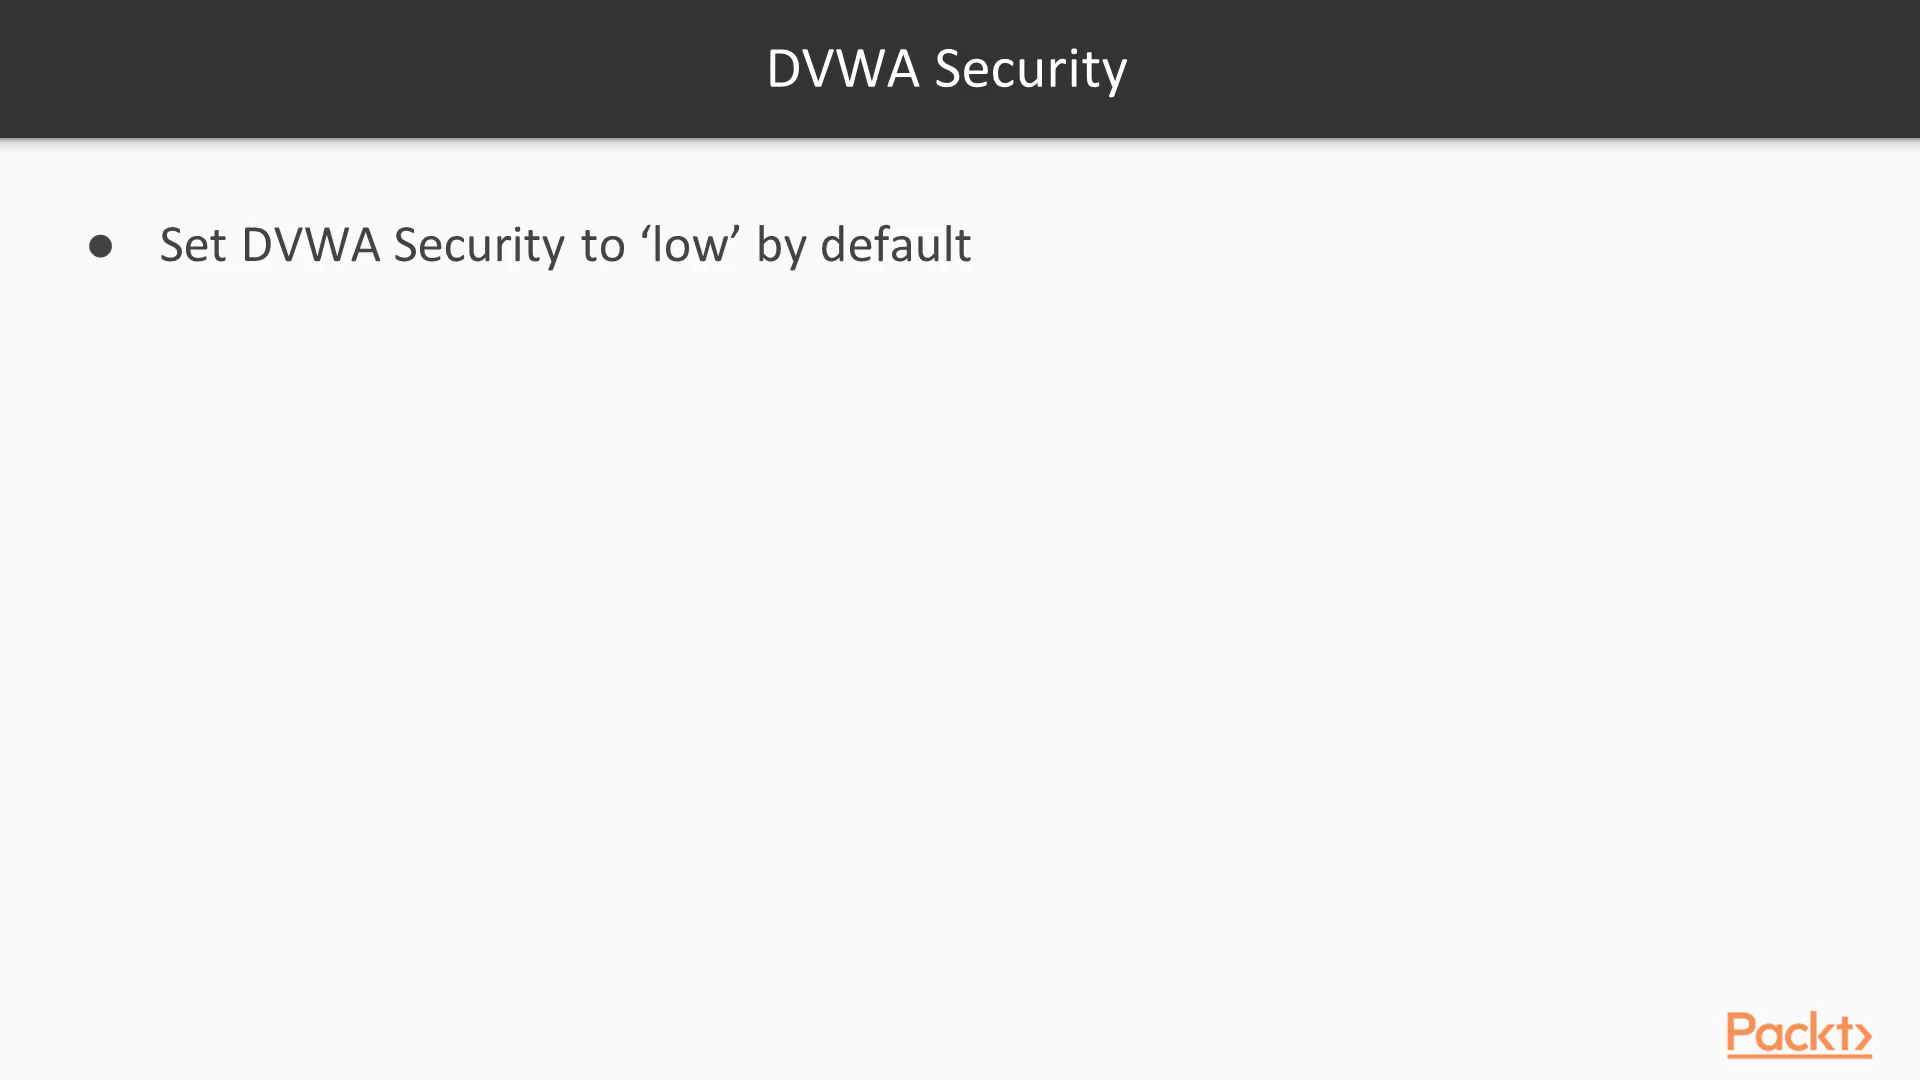 DVWA Security
● Set DVWA Security to ‘low’ by default
Packt>